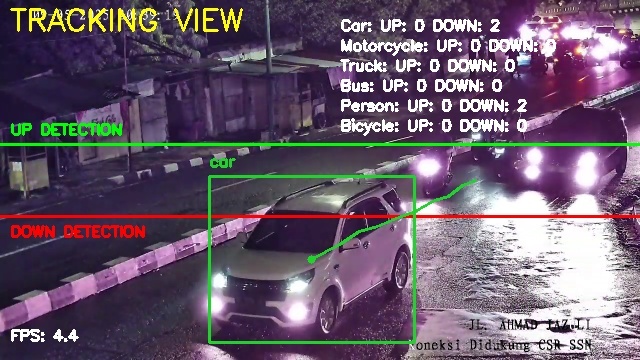 TRACKING VIEW
Car: UP: 0 DOWN: 2
Motorcycle: UP: 0 DOWN: 0
Truck: UP: 0 DOWN: 0
Bus: UP: 0 DOWN: 0
Person: UP: 0 DOWN: 2
Bicycle: UP: 0 DOWN: 0
UP DETECTION
car
DOWN DETECTION
JL. AHMAD JAZULI
oneksi Didukung CSR SSN
FPS: 4.4